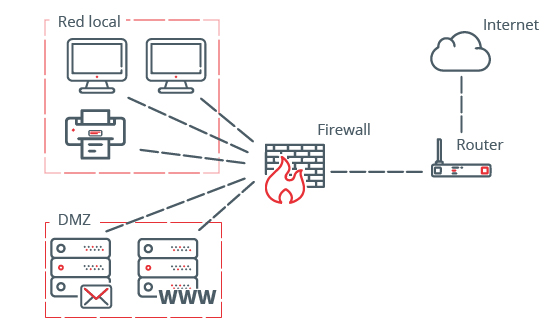 Red local
Internet
Firewall
Router
DMZ
WWW